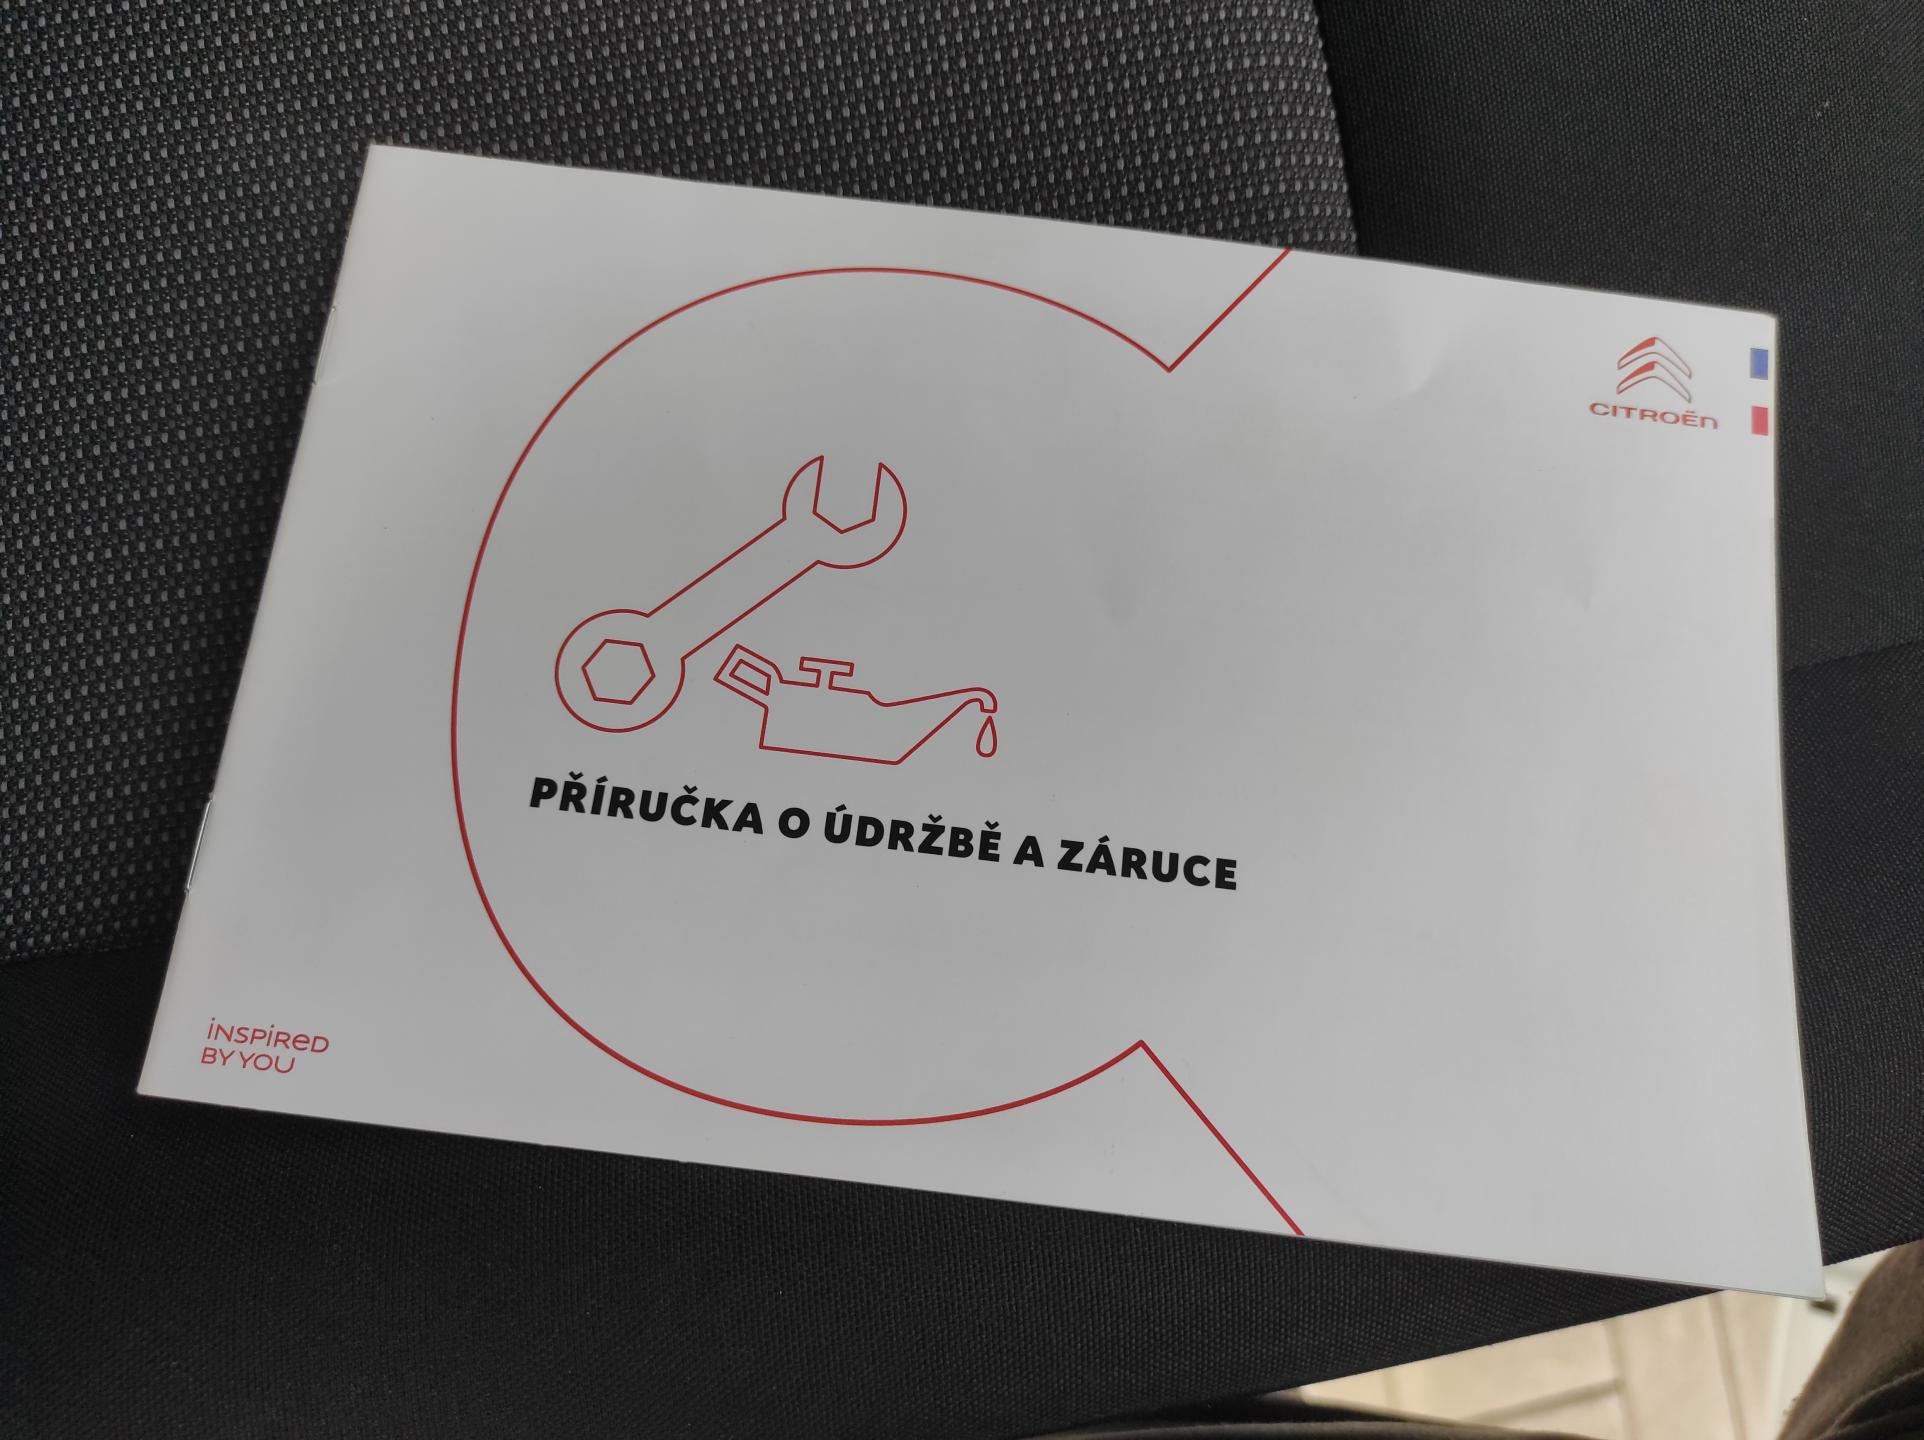 CITROËN
PŘÍRUČKA O ÚDRŽBĚ A ZÁRUCE
INSPIRED
BY YOU